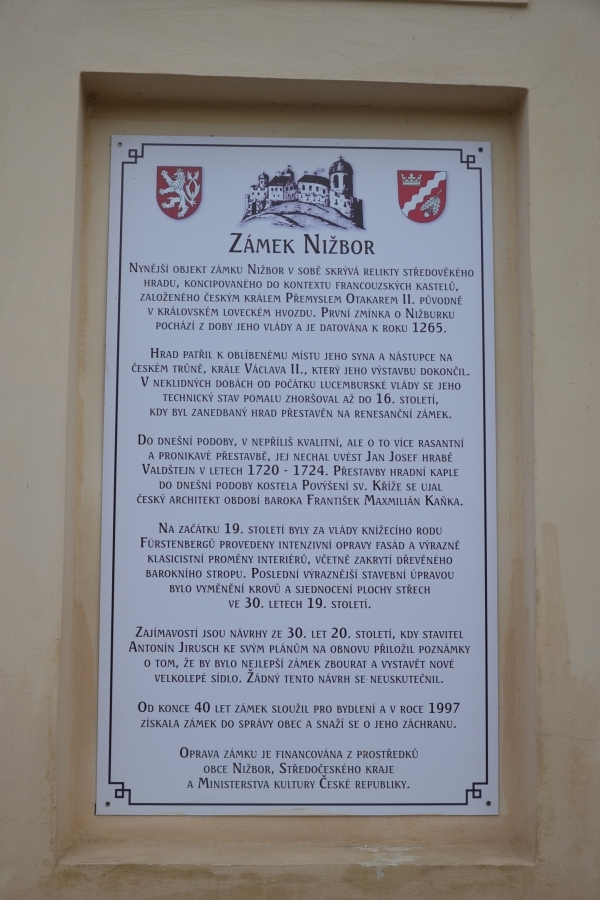 Zámek Nižbor
Nynější objekt zámku Nižbor v sobě skrývá relikty středověkého
hradu, koncipovaného do kontextu francouzských kastelů,
založeného českým králem Přemyslem Otakarem II. původně
v královském loveckém hvozdu. První zmínka o Nižburku
pochází z doby jeho vlády a je datována k roku 1265.
Hrad patřil k oblíbenému místu jeho syna a nástupce na
českém trůně, krále Václava II., který jeho výstavbu dokončil.
V neklidných dobách od počátku lucemburské vlády se jeho
technický stav pomalu zhoršoval až do 16. století,
kdy byl zanedbaný hrad přestavěn na renesanční zámek.
Do dnešní podoby, v nepříliš kvalitní, ale o to více rasantní
a pronikavé přestavbě, jej nechal uvést Jan Josef hrabě
Valdštejn v letech 1720 - 1724. Přestavby hradní kaple
do dnešní podoby kostela Povýšení sv. Kříže se ujal
český architekt období baroka František Maxmilián Kaňka.
Na začátku 19. století byly za vlády knížecího rodu
Fürstenbergů provedeny intenzivní opravy fasád a výrazně
klasicistní proměny interiérů, včetně zakrytí dřevěného
barokního stropu. Poslední výraznější stavební úpravou
bylo vyměnění krovů a sjednocení plochy střech
ve 30. letech 19. století.
Zajímavostí jsou návrhy ze 30. let 20. století, kdy stavitel
Antonín Jirusch ke svým plánům na obnovu přiložil poznámky
o tom, že by bylo nejlepší zámek zbourat a vystavět nové
velkolepé sídlo. Žádný tento návrh se neuskutečnil.
Od konce 40 let zámek sloužil pro bydlení a v roce 1997
získala zámek do správy obec a snaží se o jeho záchranu.
Oprava zámku je financována z prostředků
obce Nižbor, Středočeského kraje
a Ministerstva kultury České republiky.